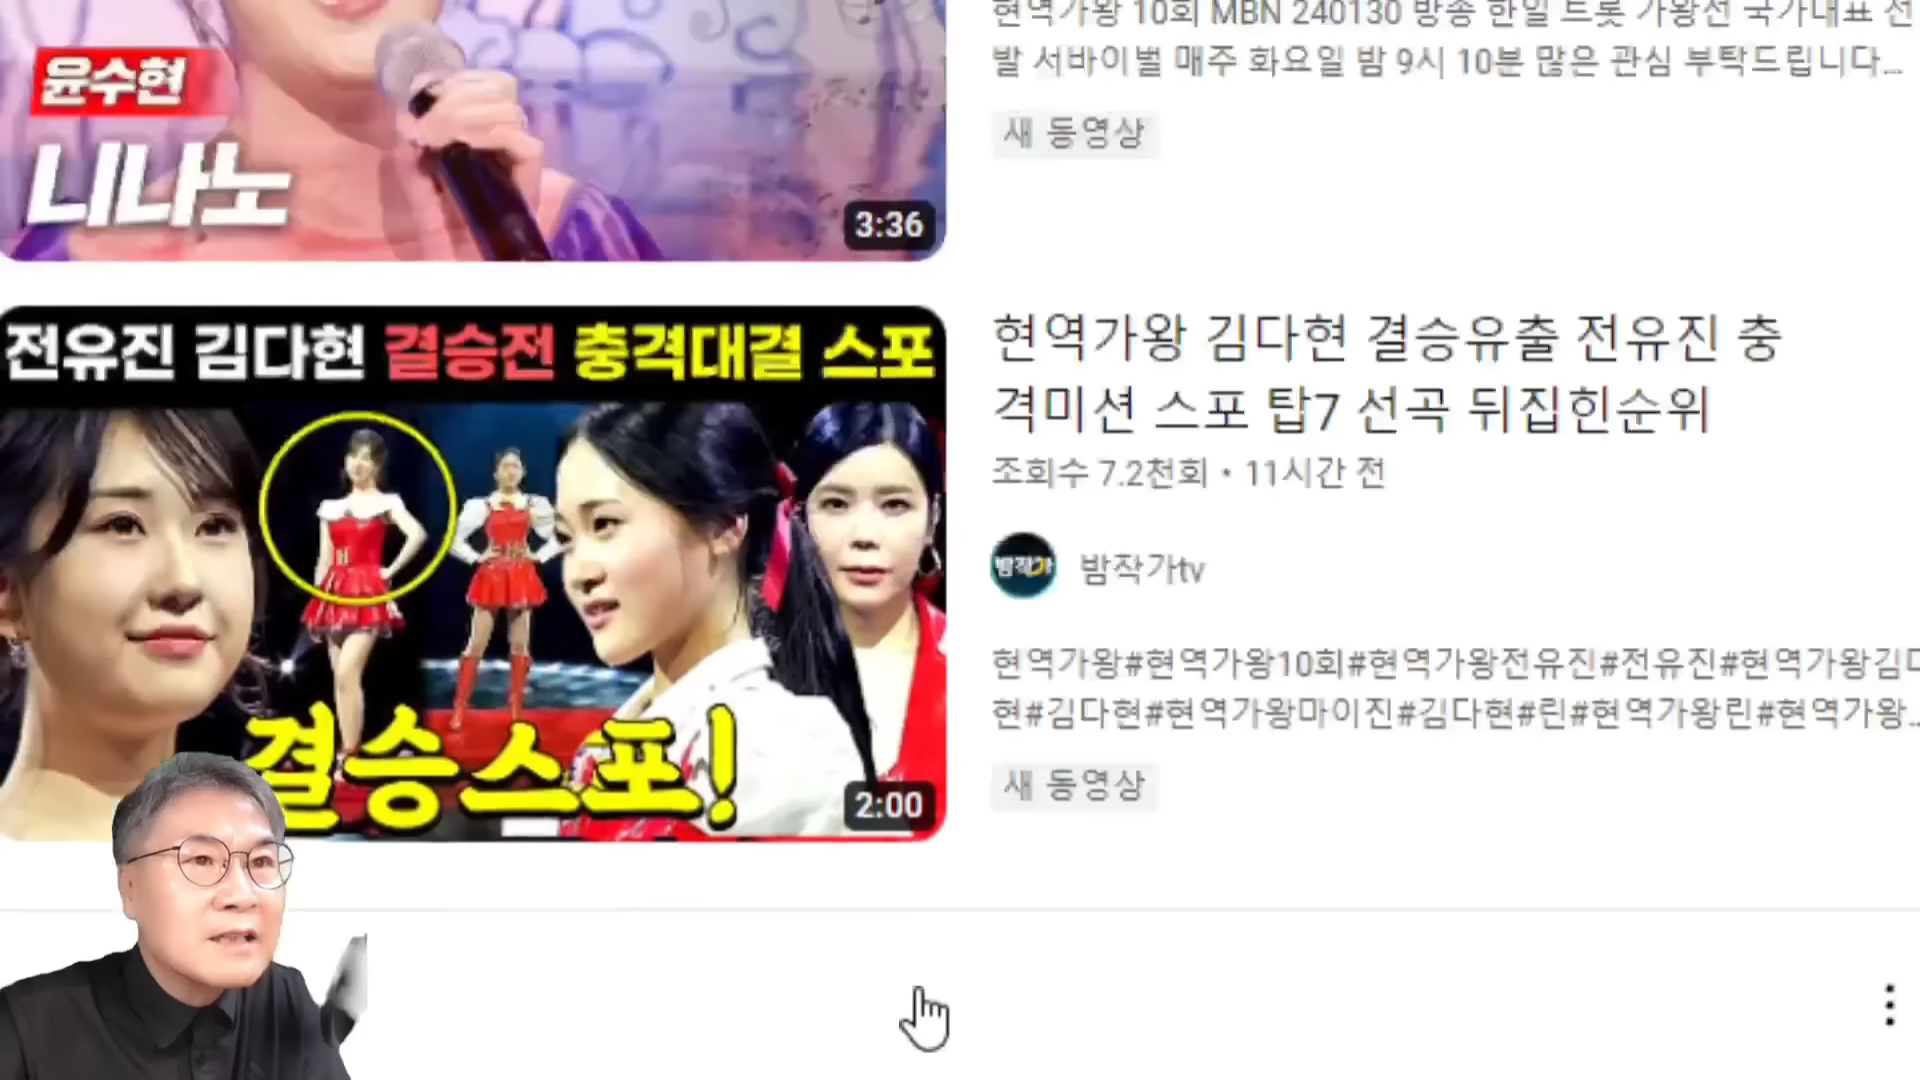 현역가왕 10회 MBN 240130 방송 한일 트롯 가왕전 국가대표 선
발 서바이벌 매주 화요일 밤 9시 10분 많은 관심 부탁드립니다...
새 동영상
윤수현
니나노
3:36
전유진 김다현 결승전 충격대결 스포
결승스포!
2:00
현역가왕 김다현 결승유출 전유진 충
격미션 스포 탑7 선곡 뒤집힌순위
조회수 7.2천회 • 11시간 전
밤작가
밤작가tv
현역가왕#현역가왕10회#현역가왕전유진#전유진#현역가왕김다
현#김다현#현역가왕마이진#김다현#린#현역가왕린#현역가왕...
새 동영상